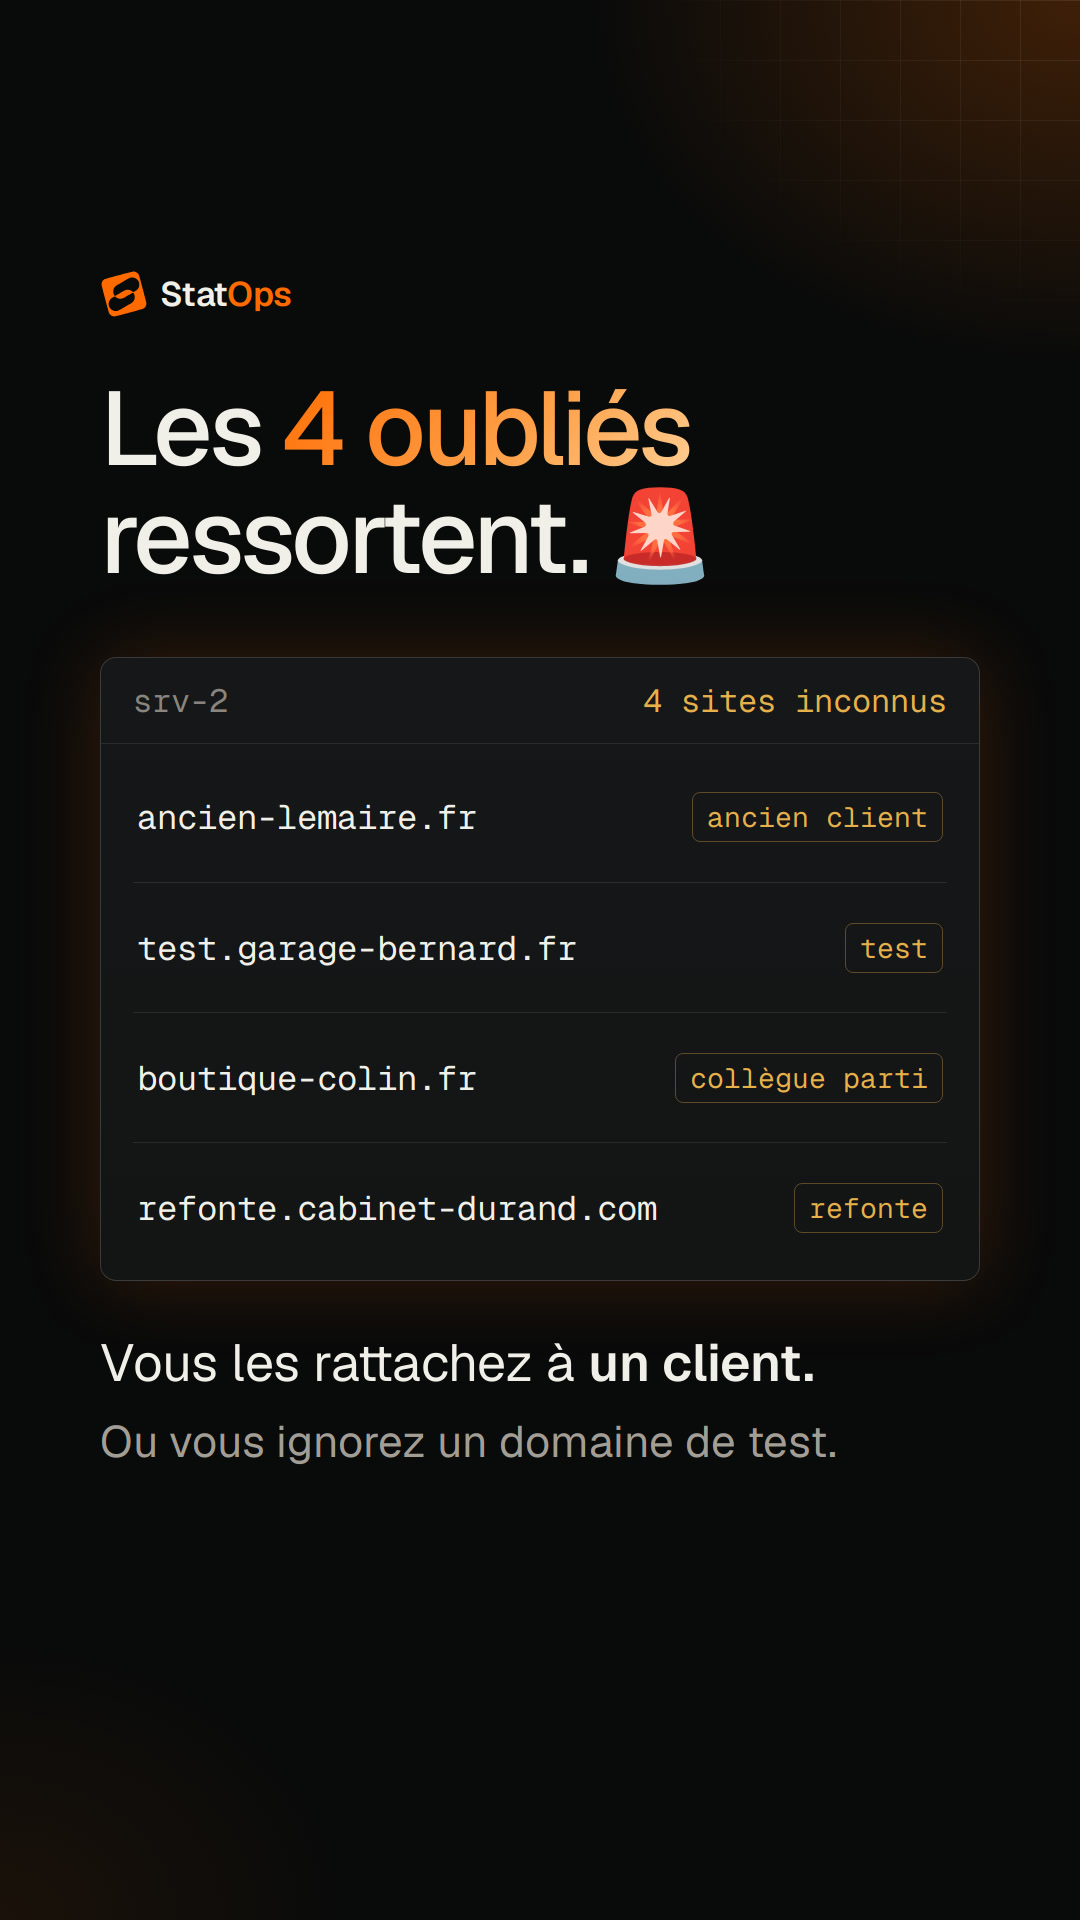 StatOps
Les 4 oubliés
ressortent. 🚨
srv-2
4 sites inconnus
ancien-lemaire.fr
ancien client
test.garage-bernard.fr
test
boutique-colin.fr
collègue parti
refonte.cabinet-durand.com
refonte
Vous les rattachez à un client.
Ou vous ignorez un domaine de test.